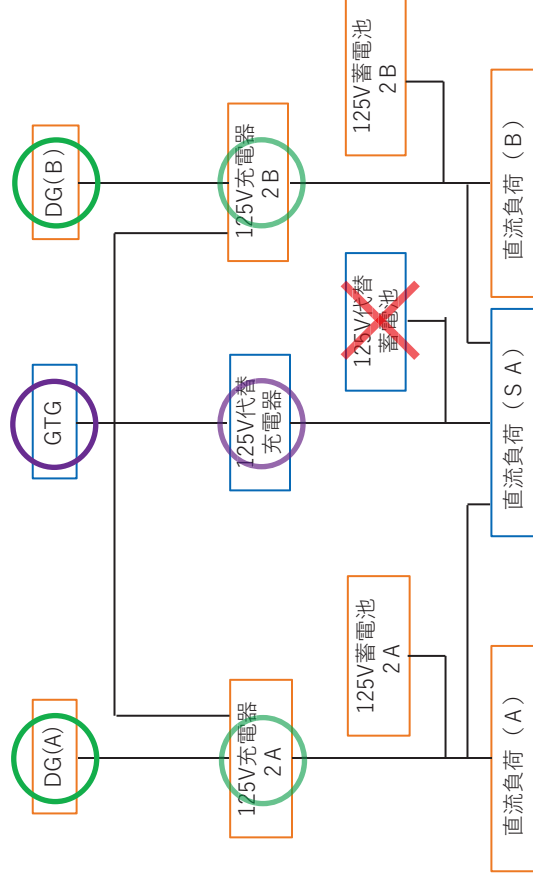 DG(A)
GTG
DG(B)
125V充電器
2A
125V代替
充電器
125V充電器
2B
125V蓄電池
2A
125V代替
蓄電池
125V蓄電池
2B
直流負荷(A)
直流負荷(SA)
直流負荷(B)